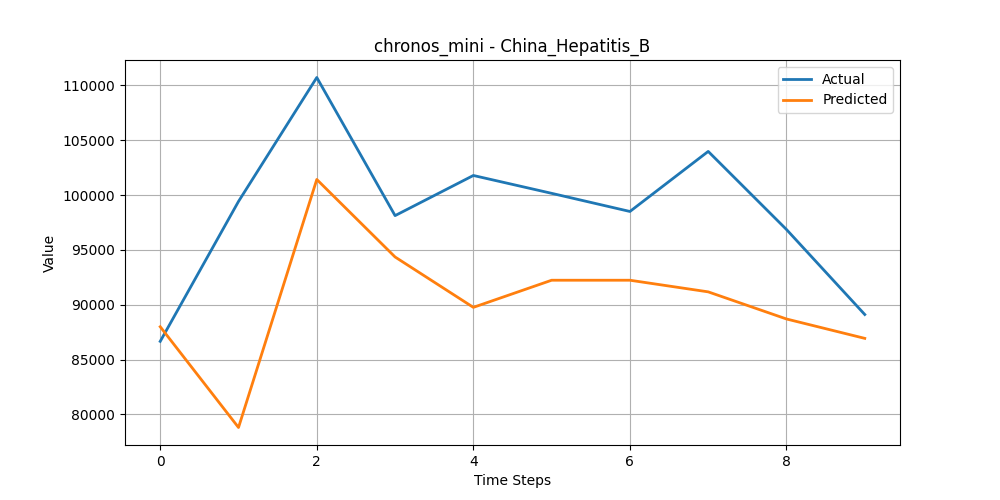 chronos_mini - China_Hepatitis_B
Actual
Predicted
110000
105000
100000
95000
90000
85000
80000
Value
0 2 4 6 8
Time Steps